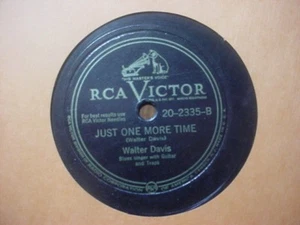 "HIS MASTER'S VOICE"
RCA VICTOR
For best results use
RCA Victor Needles
20-2335-B
JUST ONE MORE TIME
(Walter Davis)
Walter Davis
Blues singer with Guitar
and Traps